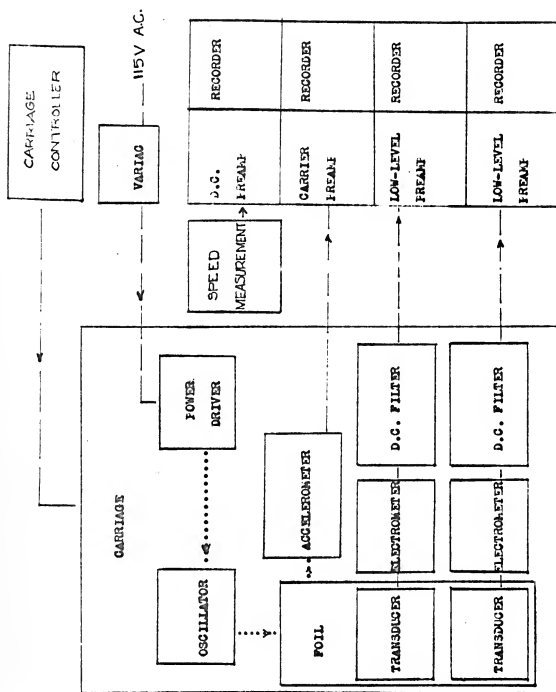 CARRIAGE
CONTROLLER
CARRIAGE
VARIAC
115V A.C.
OSCILLATOR
POWER
DRIVER
SPEED
MEASUREMENT
D.C.
PREAMP
RECORDER
FOIL
ACCELEROMETER
CARRIER
PREAMP
RECORDER
TRANSDUCER
ELECTROMETER
D.C. FILTER
LOW-LEVEL
PREAMP
RECORDER
TRANSDUCER
ELECTROMETER
D.C. FILTER
LOW-LEVEL
PREAMP
RECORDER